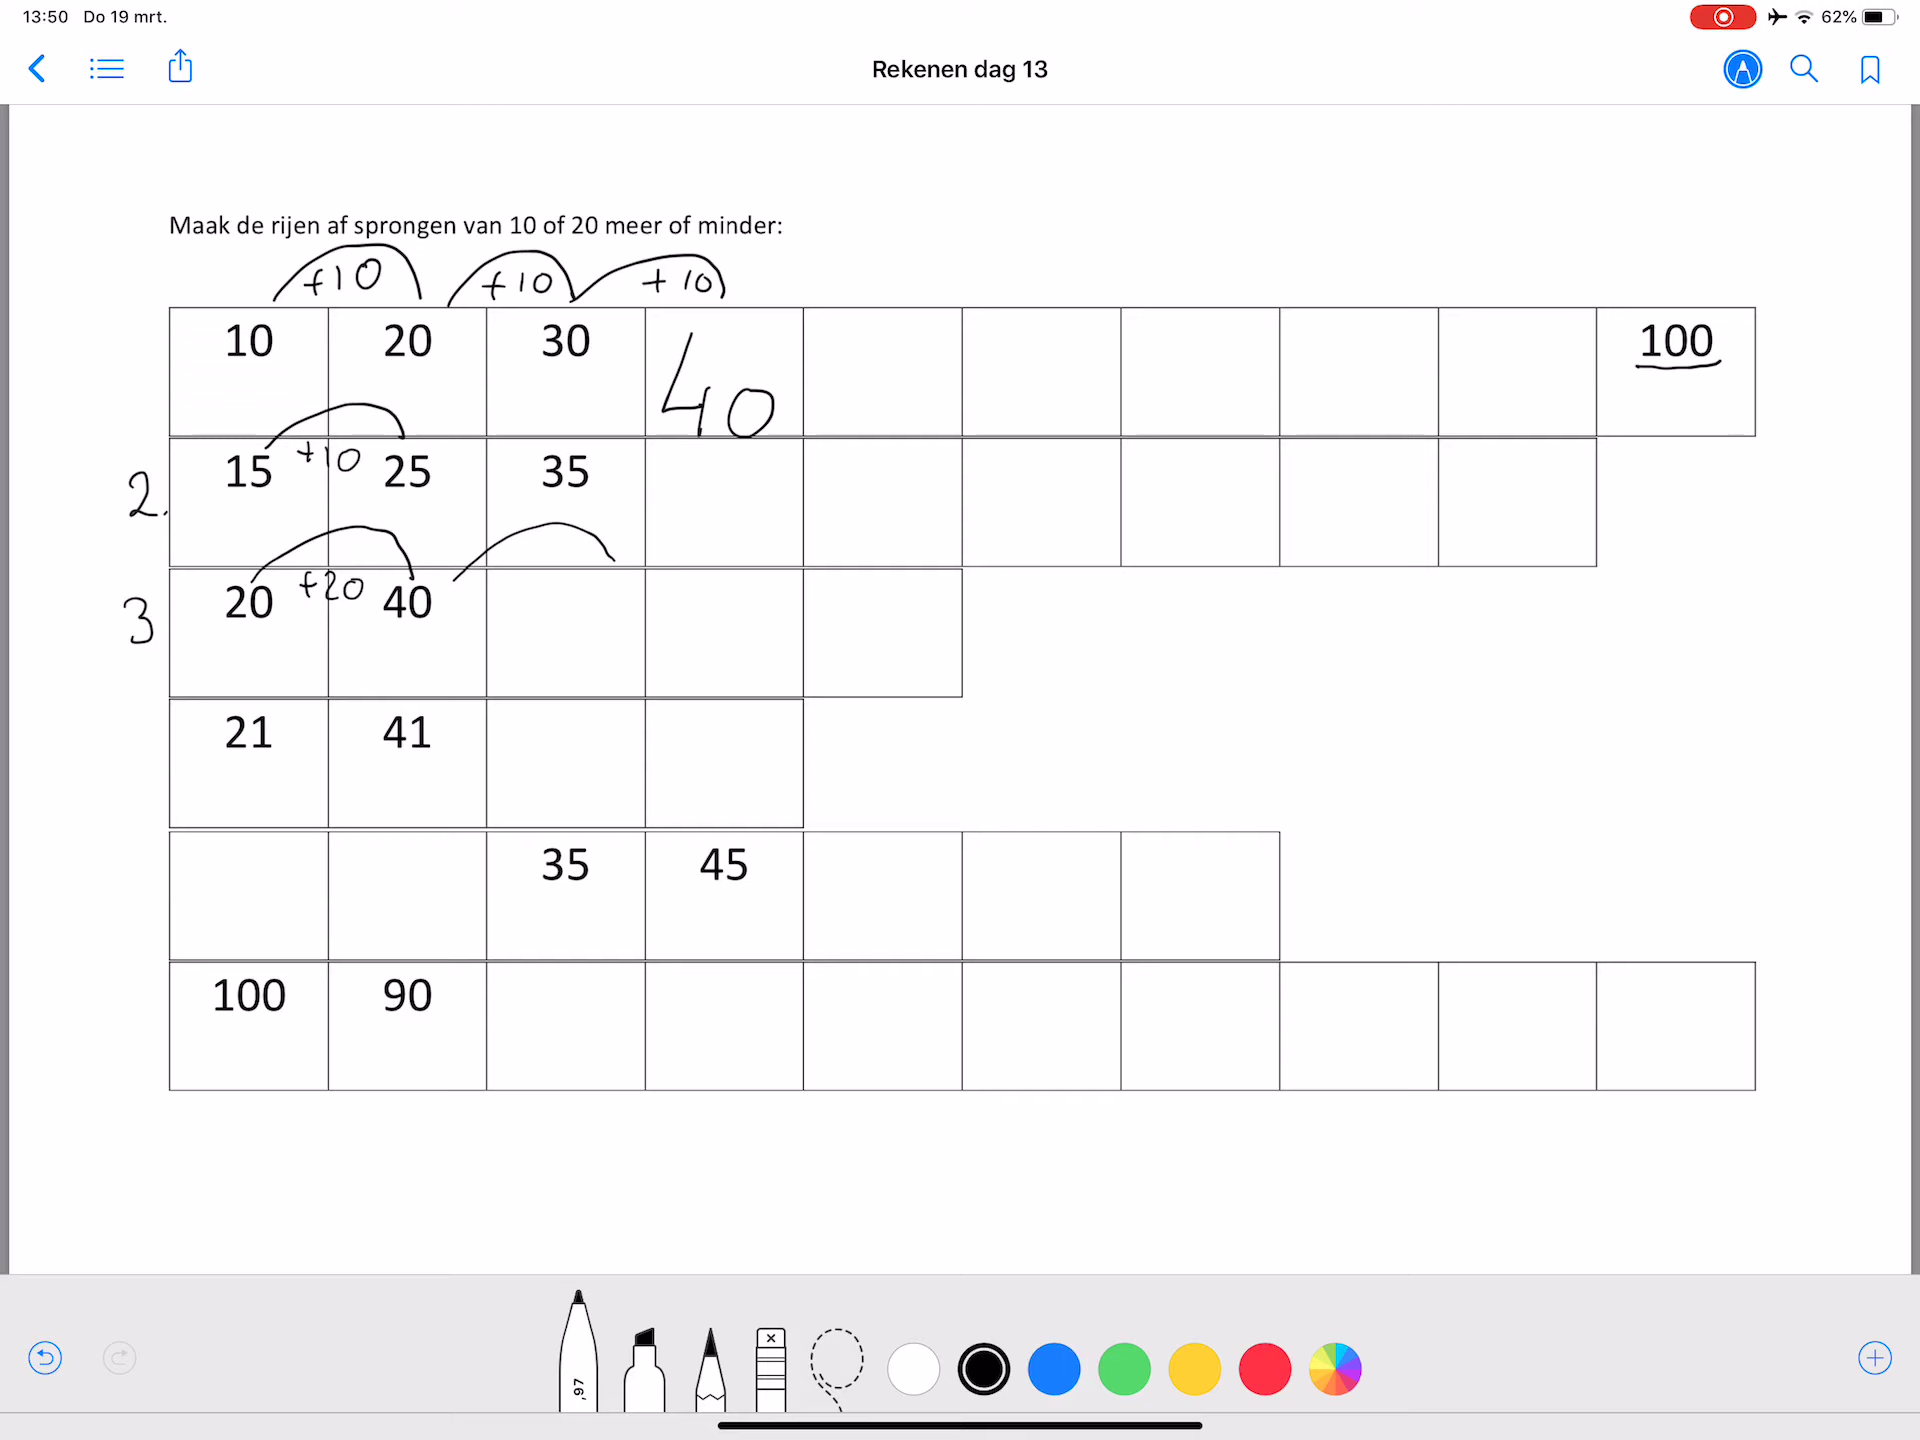 13:50 Do 19 mrt. 62%
Rekenen dag 13
Maak de rijen af sprongen van 10 of 20 meer of minder:
+10 +10 +10
10 20 30 40 100
+10
2. 15 25 35
+20
3 20 40
21 41
35 45
100 90
,97